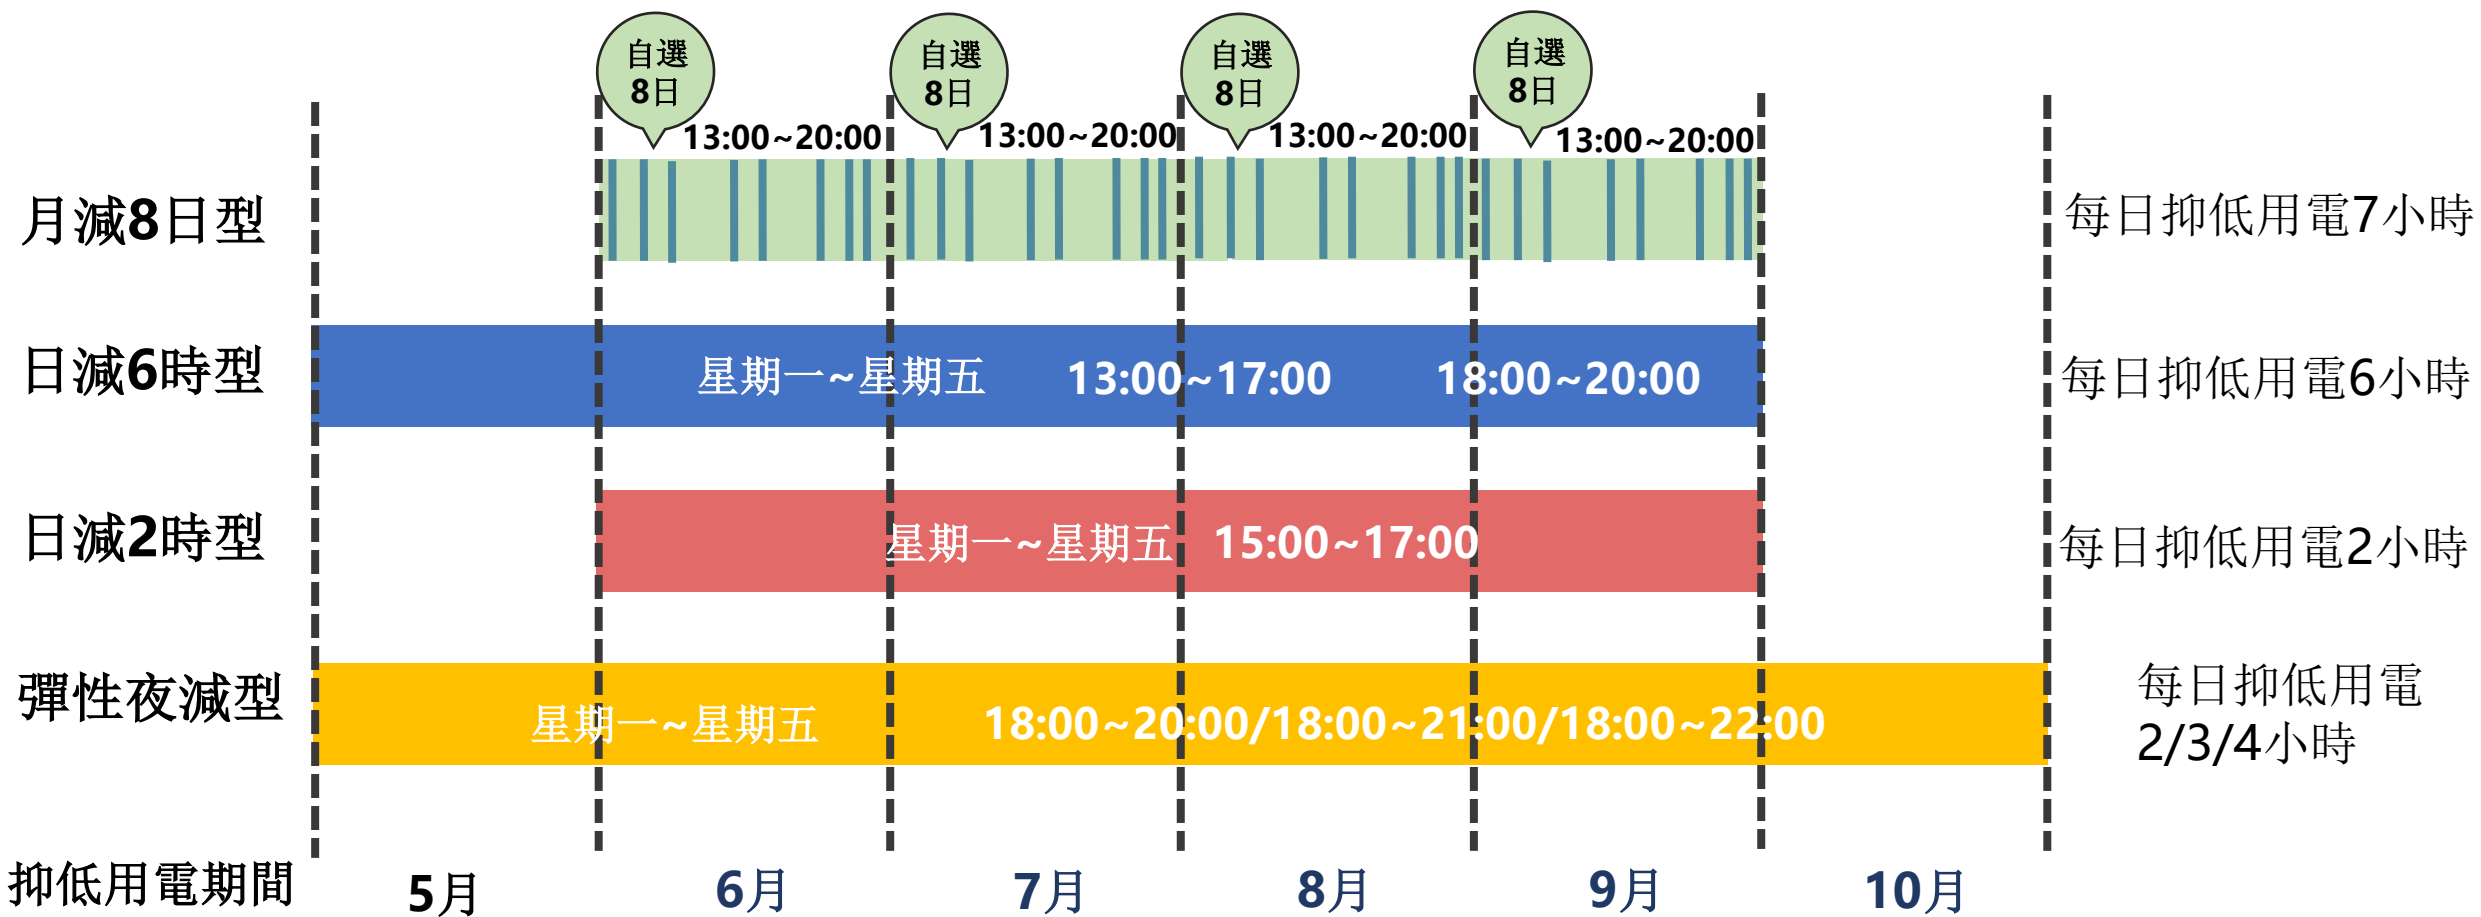 自選
8日
自選
8日
自選
8日
自選
8日
13:00~20:00
13:00~20:00
13:00~20:00
13:00~20:00
月減8日型
每日抑低用電7小時
日減6時型
星期一~星期五 13:00~17:00 18:00~20:00
每日抑低用電6小時
日減2時型
星期一~星期五 15:00~17:00
每日抑低用電2小時
彈性夜減型
星期一~星期五 18:00~20:00/18:00~21:00/18:00~22:00
每日抑低用電
2/3/4小時
抑低用電期間
5月 6月 7月 8月 9月 10月